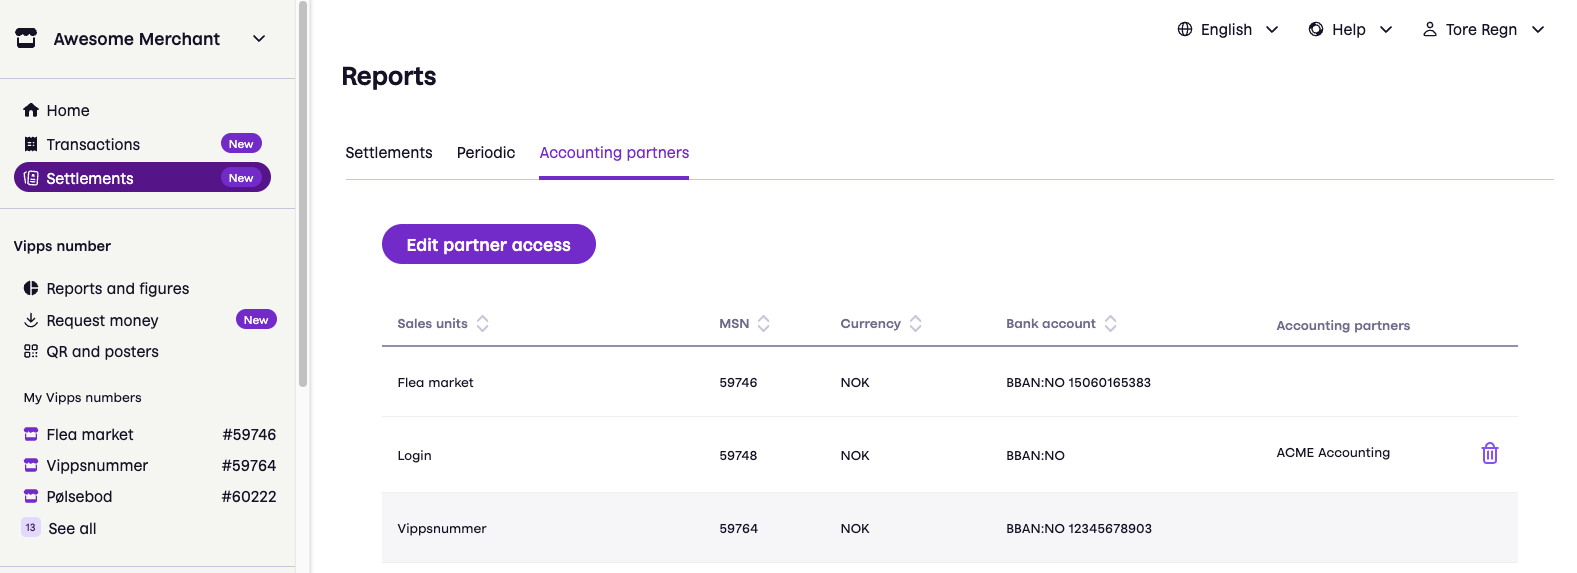 Awesome Merchant
English Help Tore Regn
Reports
Home
Transactions New
Settlements New
Vipps number
Reports and figures
Request money New
QR and posters
My Vipps numbers
Flea market #59746
Vippsnummer #59764
Pølsebod #60222
13 See all
Settlements Periodic Accounting partners
Edit partner access
Sales units MSN Currency Bank account Accounting partners
Flea market 59746 NOK BBAN:NO 15060165383
Login 59748 NOK BBAN:NO ACME Accounting
Vippsnummer 59764 NOK BBAN:NO 12345678903